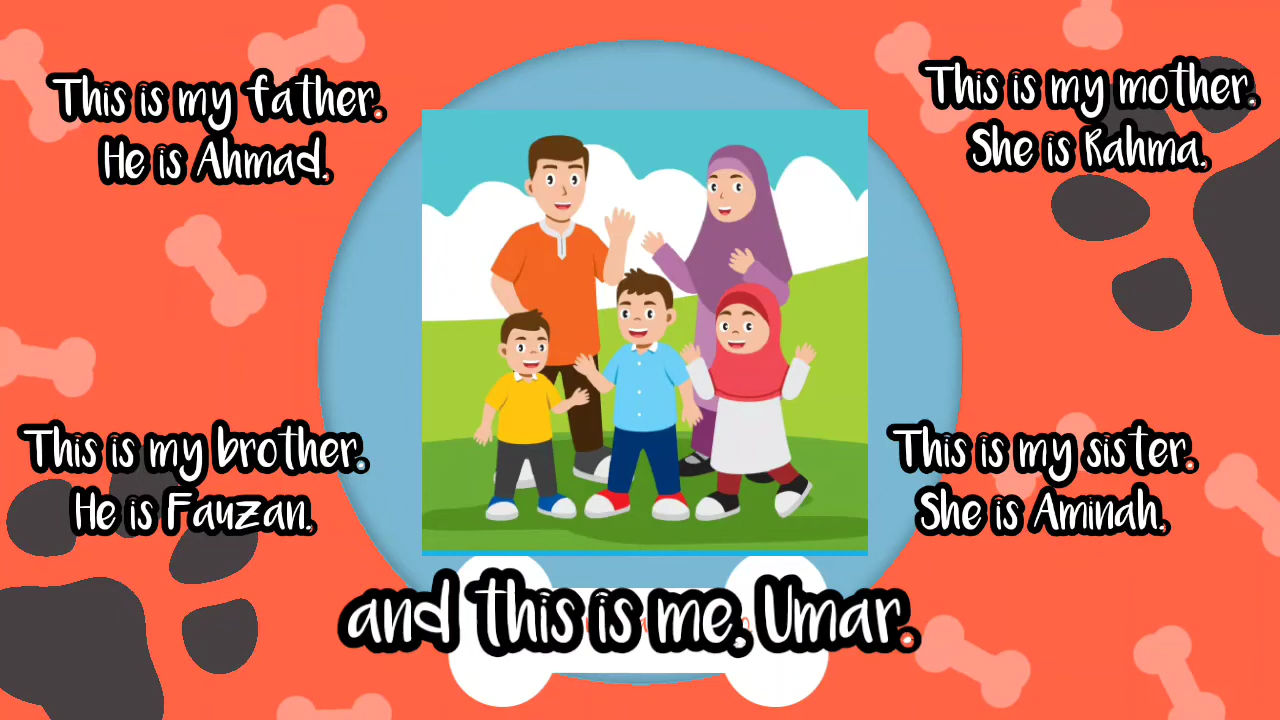 This is my father.
He is Ahmad.
This is my mother.
She is Rahma.
This is my brother.
He is Fauzan.
This is my sister.
She is Aminah.
and this is me, Umar.